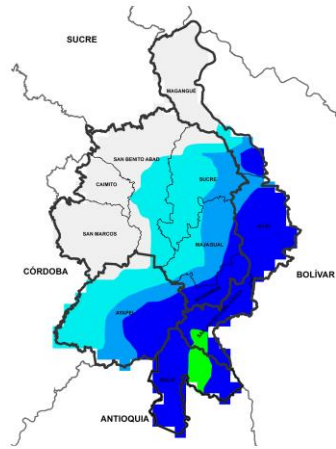 SUCRE
MAGANGUÉ
SAN BENITO ABAD
CAIMITO
SUCRE
SAN MARCOS
MAJAGUAL
CÓRDOBA
BOLÍVAR
AYAPEL
ANTIOQUIA